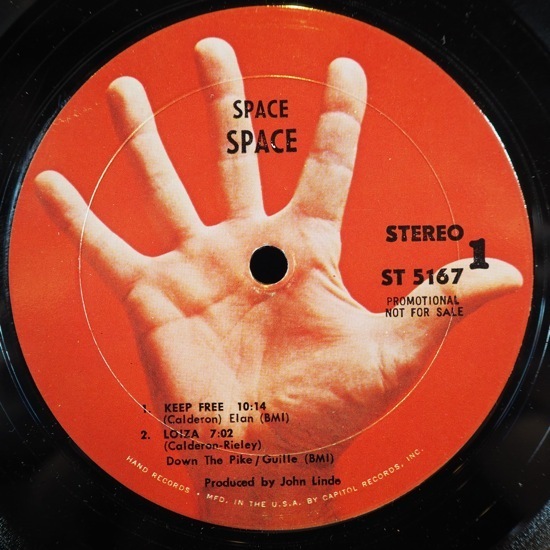 SPACE
SPACE
STEREO 1
ST 5167
PROMOTIONAL
NOT FOR SALE
1. KEEP FREE 10:14
(Calderon) Elan (BMI)
2. LOIZA 7:02
(Calderon-Rieley)
Down The Pike/Guille (BMI)
Produced by John Linde
HAND RECORDS • MFD. IN THE U.S.A. BY CAPITOL RECORDS, INC.